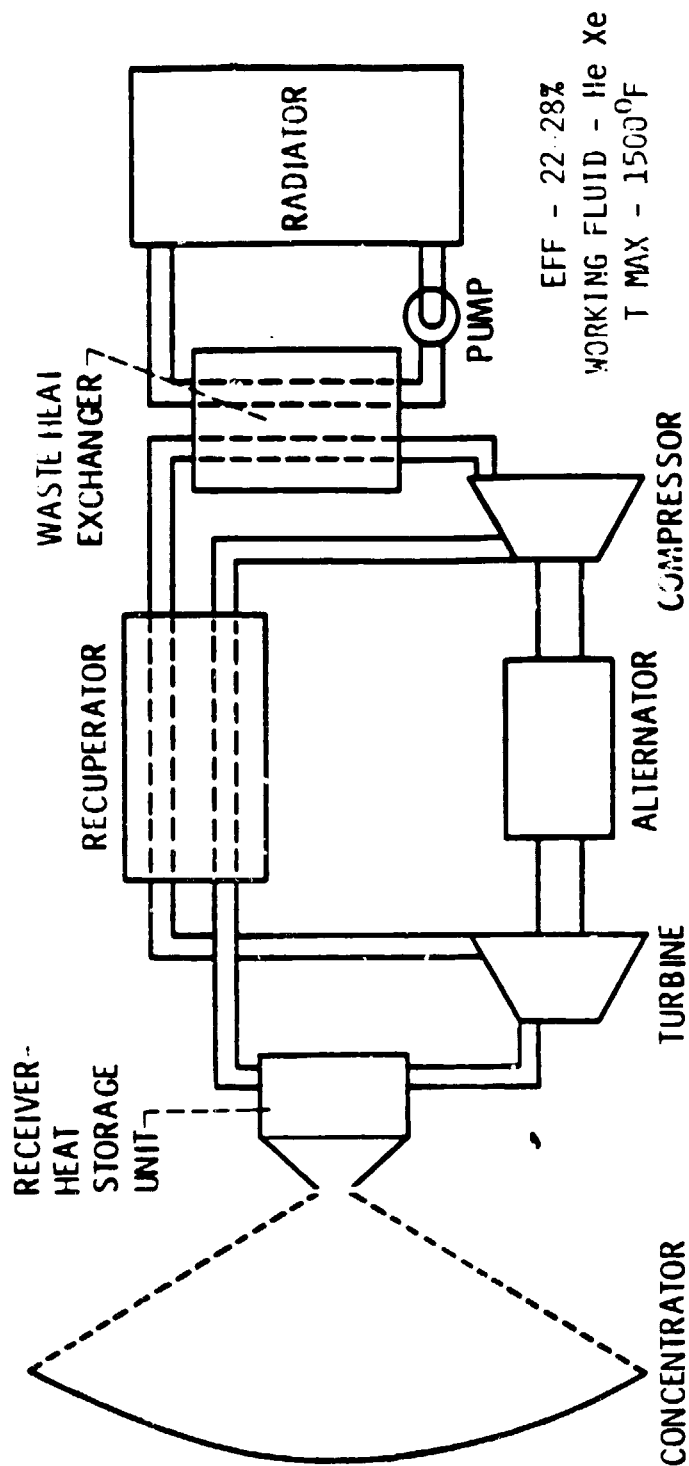 RECEIVER-
HEAT
STORAGE
UNIT
RECUPERATOR
WASTE HEAT
EXCHANGER
RADIATOR
PUMP
CONCENTRATOR
TURBINE
ALTERNATOR
COMPRESSOR
EFF - 22-28%
WORKING FLUID - He Xe
T MAX - 1500⁰F